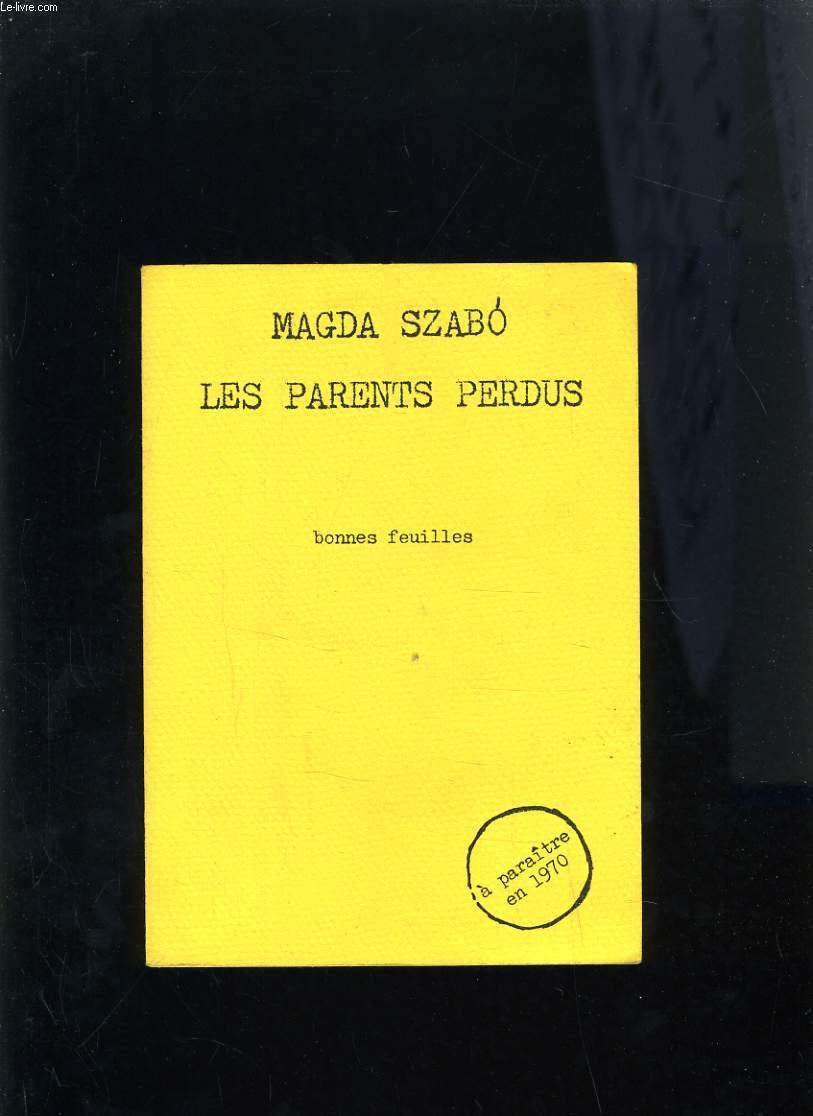 Le-livre.com
MAGDA SZABÓ
LES PARENTS PERDUS
bonnes feuilles
à paraître
en 1970